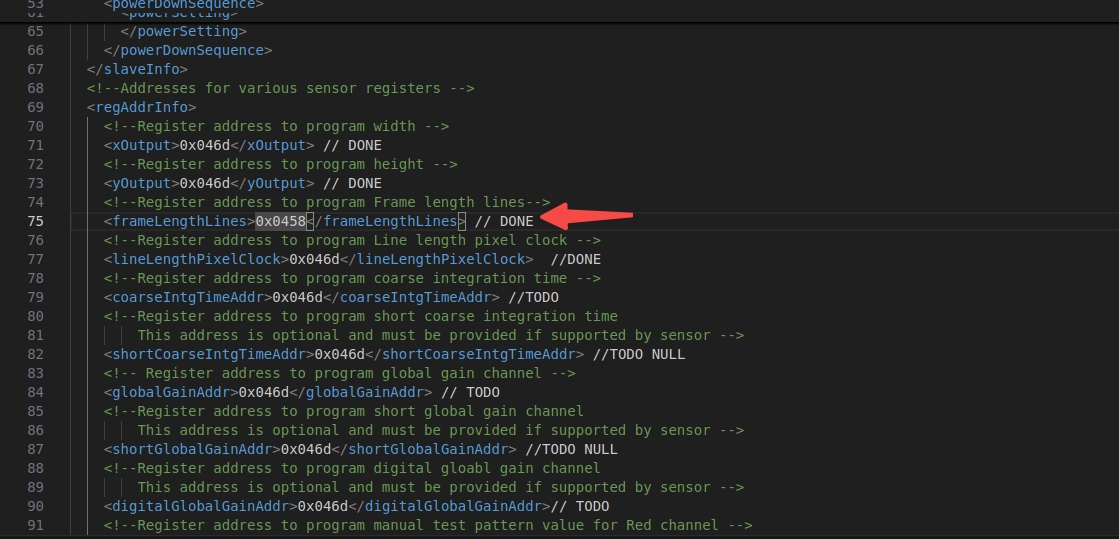 53 <powerDownSequence>
61 <powerSetting>
65 </powerSetting>
66 </powerDownSequence>
67 </slaveInfo>
68 <!--Addresses for various sensor registers -->
69 <regAddrInfo>
70 <!--Register address to program width -->
71 <xOutput>0x046d</xOutput> // DONE
72 <!--Register address to program height -->
73 <yOutput>0x046d</yOutput> // DONE
74 <!--Register address to program Frame length lines-->
75 <frameLengthLines>0x0458</frameLengthLines> // DONE
76 <!--Register address to program Line length pixel clock -->
77 <lineLengthPixelClock>0x046d</lineLengthPixelClock>  //DONE
78 <!--Register address to program coarse integration time -->
79 <coarseIntgTimeAddr>0x046d</coarseIntgTimeAddr> //TODO
80 <!--Register address to program short coarse integration time
81 This address is optional and must be provided if supported by sensor -->
82 <shortCoarseIntgTimeAddr>0x046d</shortCoarseIntgTimeAddr> //TODO NULL
83 <!-- Register address to program global gain channel -->
84 <globalGainAddr>0x046d</globalGainAddr> // TODO
85 <!--Register address to program short global gain channel
86 This address is optional and must be provided if supported by sensor -->
87 <shortGlobalGainAddr>0x046d</shortGlobalGainAddr> //TODO NULL
88 <!--Register address to program digital gloabl gain channel
89 This address is optional and must be provided if supported by sensor -->
90 <digitalGlobalGainAddr>0x046d</digitalGlobalGainAddr>// TODO
91 <!--Register address to program manual test pattern value for Red channel -->